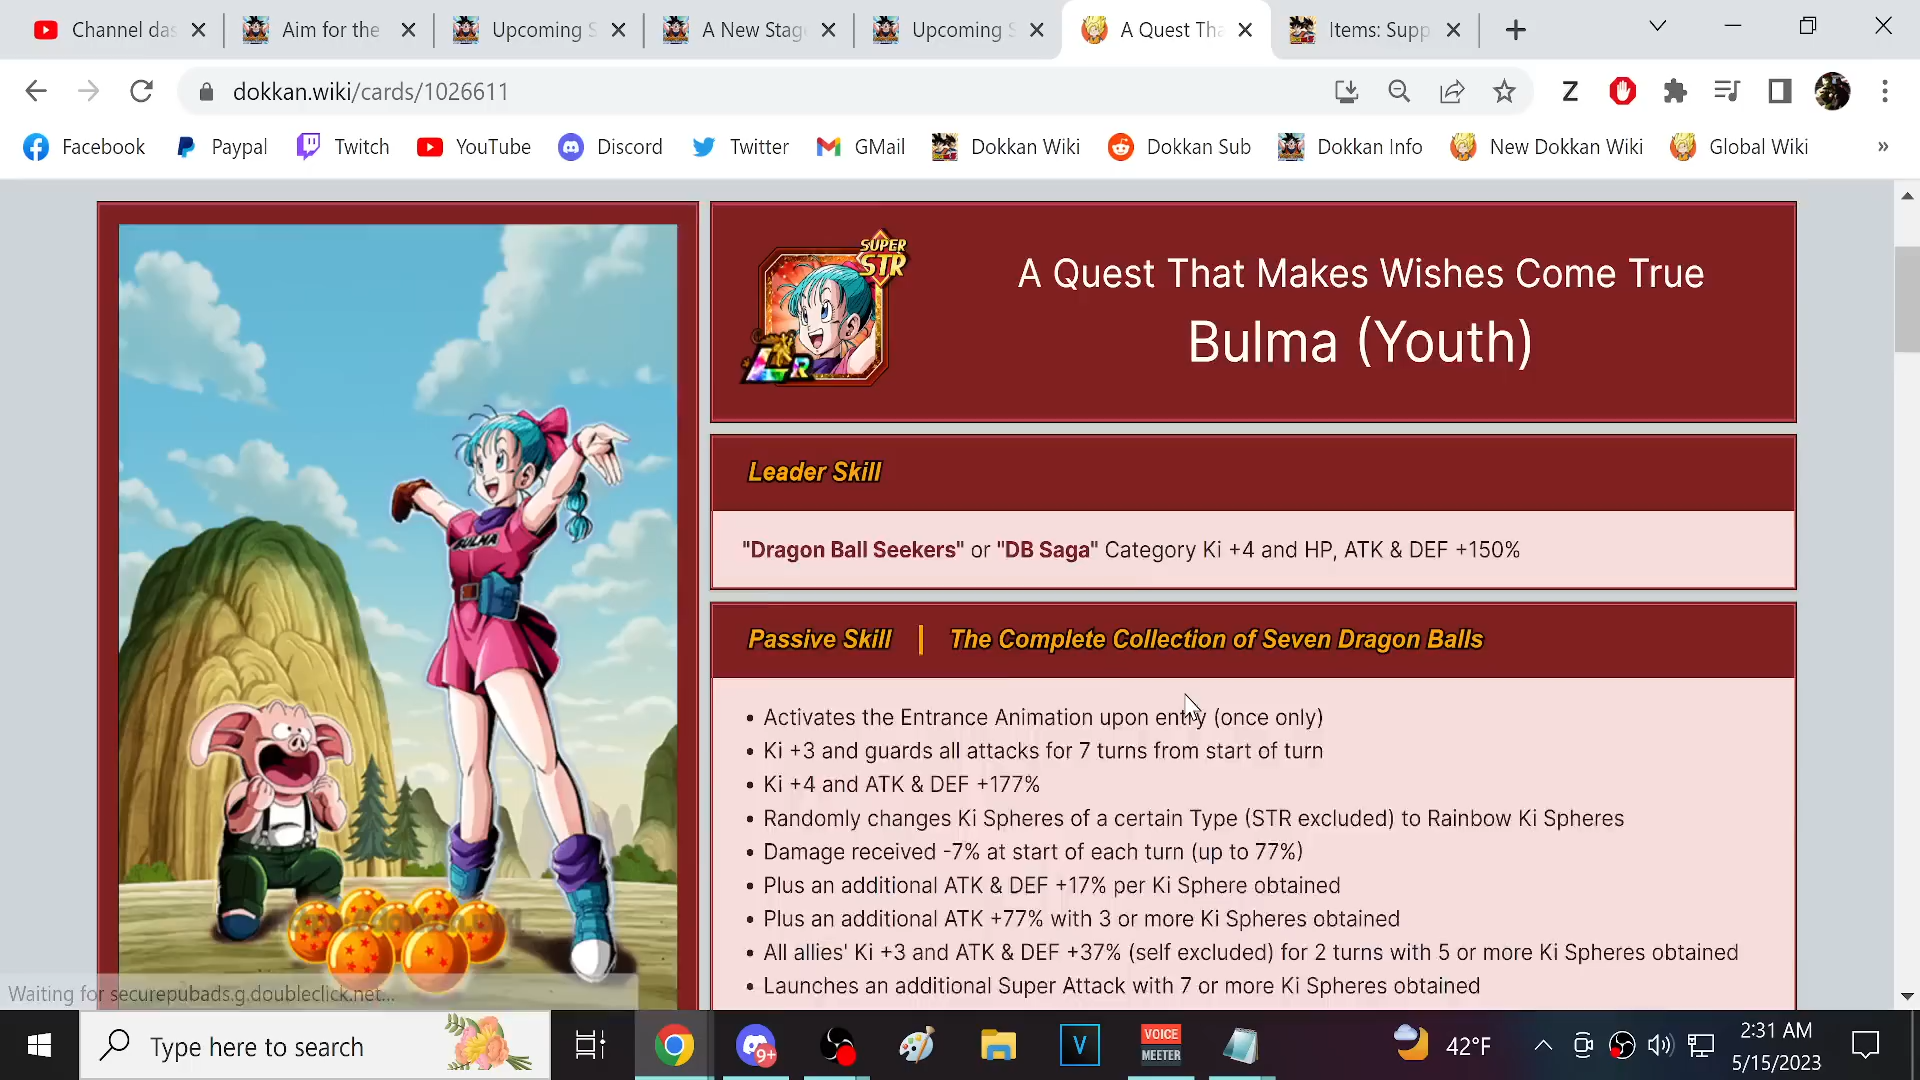 Channel das
Aim for the
Upcoming S
A New Stag
Upcoming S
A Quest Tha
Items: Supp
dokkan.wiki/cards/1026611
Z
Facebook
Paypal
Twitch
YouTube
Discord
Twitter
GMail
Dokkan Wiki
Dokkan Sub
Dokkan Info
New Dokkan Wiki
Global Wiki
»
SUPER
STR
LR
A Quest That Makes Wishes Come True
Bulma (Youth)
Leader Skill
"Dragon Ball Seekers" or "DB Saga" Category Ki +4 and HP, ATK & DEF +150%
Passive Skill | The Complete Collection of Seven Dragon Balls
• Activates the Entrance Animation upon entry (once only)
• Ki +3 and guards all attacks for 7 turns from start of turn
• Ki +4 and ATK & DEF +177%
• Randomly changes Ki Spheres of a certain Type (STR excluded) to Rainbow Ki Spheres
• Damage received -7% at start of each turn (up to 77%)
• Plus an additional ATK & DEF +17% per Ki Sphere obtained
• Plus an additional ATK +77% with 3 or more Ki Spheres obtained
• All allies' Ki +3 and ATK & DEF +37% (self excluded) for 2 turns with 5 or more Ki Spheres obtained
• Launches an additional Super Attack with 7 or more Ki Spheres obtained
BULMA
Waiting for securepubads.g.doubleclick.net...
Type here to search
9+
V
VOICE
MEETER
42°F
2:31 AM
5/15/2023